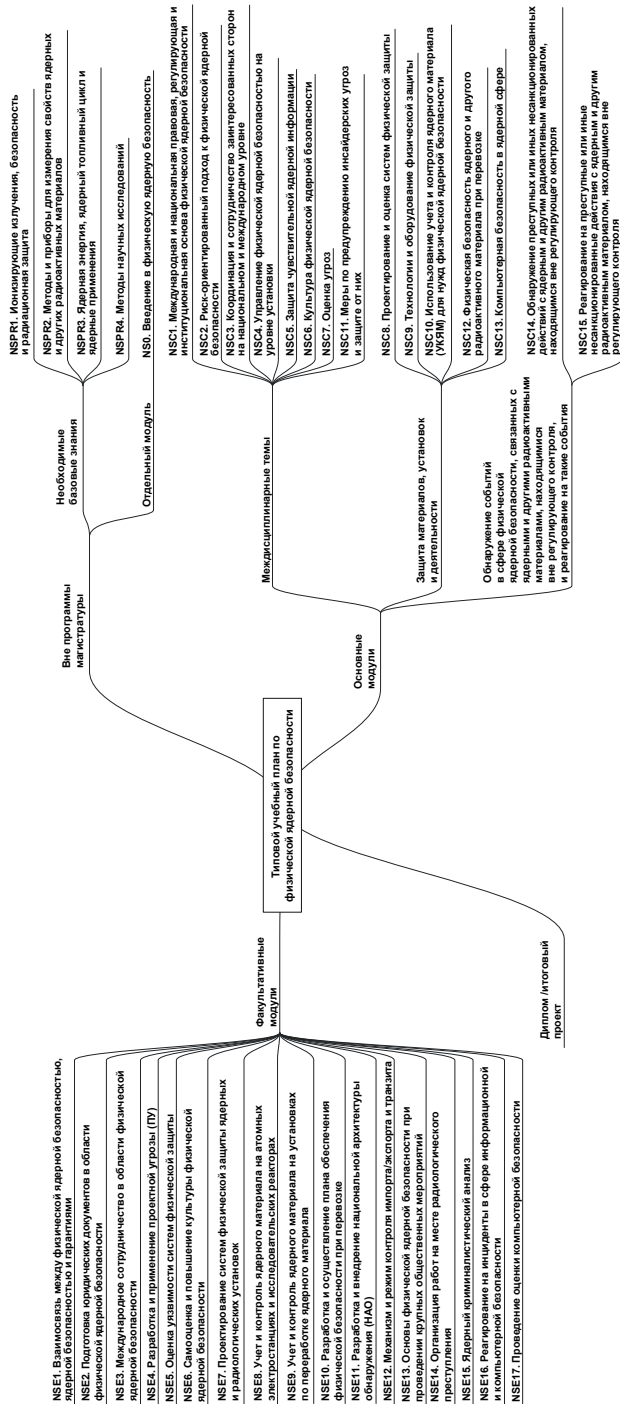 Типовой учебный план по
физической ядерной безопасности
Вне программы
магистратуры
Необходимые
базовые знания
NSPR1. Ионизирующие излучения, безопасность
и радиационная защита
NSPR2. Методы и приборы для измерения свойств ядерных
и других радиоактивных материалов
NSPR3. Ядерная энергия, ядерный топливный цикл и
ядерные применения
NSPR4. Методы научных исследований
Отдельный модуль
NS0. Введение в физическую ядерную безопасность
Основные
модули
Междисциплинарные темы
NSC1. Международная и национальная правовая, регулирующая и
институциональная основа физической ядерной безопасности
NSC2. Риск-ориентированный подход к физической ядерной
безопасности
NSC3. Координация и сотрудничество заинтересованных сторон
на национальном и международном уровне
NSC4. Управление физической ядерной безопасностью на
уровне установки
NSC5. Защита чувствительной ядерной информации
NSC6. Культура физической ядерной безопасности
NSC7. Оценка угроз
NSC11. Меры по предупреждению инсайдерских угроз
и защите от них
Защита материалов, установок
и деятельности
NSC8. Проектирование и оценка систем физической защиты
NSC9. Технологии и оборудование физической защиты
NSC10. Использование учета и контроля ядерного материала
(УКЯМ) для нужд физической ядерной безопасности
NSC12. Физическая безопасность ядерного и другого
радиоактивного материала при перевозке
NSC13. Компьютерная безопасность в ядерной сфере
Обнаружение событий
в сфере физической
ядерной безопасности, связанных с
ядерными и другими радиоактивными
материалами, находящимися
вне регулирующего контроля,
и реагирование на такие события
NSC14. Обнаружение преступных или иных несанкционированных
действий с ядерным и другим радиоактивным материалом,
находящимся вне регулирующего контроля
NSC15. Реагирование на преступные или иные
несанкционированные действия с ядерным и другим
радиоактивным материалом, находящимся вне
регулирующего контроля
Факультативные
модули
NSE1. Взаимосвязь между физической ядерной безопасностью,
ядерной безопасностью и гарантиями
NSE2. Подготовка юридических документов в области
физической ядерной безопасности
NSE3. Международное сотрудничество в области физической
ядерной безопасности
NSE4. Разработка и применение проектной угрозы (ПУ)
NSE5. Оценка уязвимости систем физической защиты
NSE6. Самооценка и повышение культуры физической
ядерной безопасности
NSE7. Проектирование систем физической защиты ядерных
и радиологических установок
NSE8. Учет и контроль ядерного материала на атомных
электростанциях и исследовательских реакторах
NSE9. Учет и контроль ядерного материала на установках
по переработке ядерного материала
NSE10. Разработка и осуществление плана обеспечения
физической безопасности при перевозке
NSE11. Разработка и внедрение национальной архитектуры
обнаружения (НАО)
NSE12. Механизм и режим контроля импорта/экспорта и транзита
NSE13. Основы физической ядерной безопасности при
проведении крупных общественных мероприятий
NSE14. Организация работ на месте радиологического
преступления
NSE15. Ядерный криминалистический анализ
NSE16. Реагирование на инциденты в сфере информационной
и компьютерной безопасности
NSE17. Проведение оценки компьютерной безопасности
Диплом /итоговый
проект